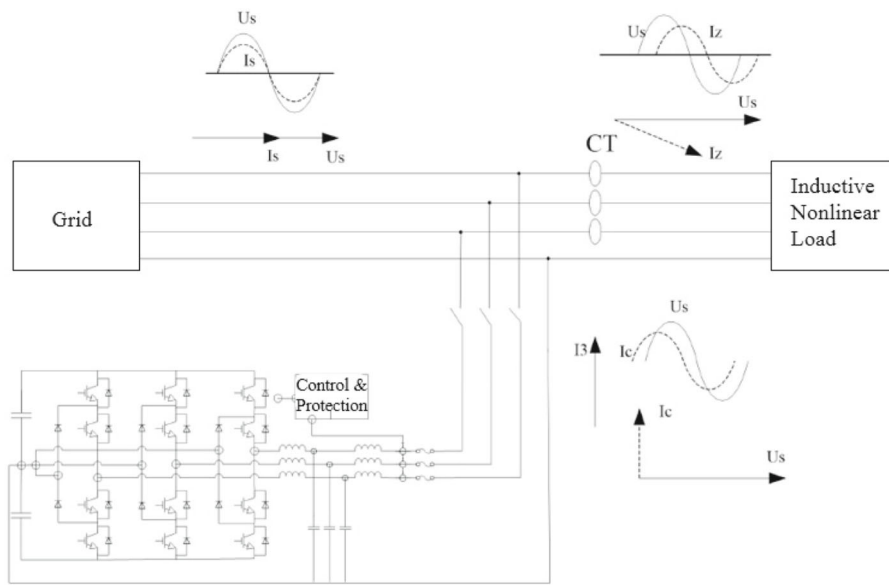 Us
Is
Is
Us
Us
Iz
Us
Iz
CT
Grid
Inductive
Nonlinear
Load
Us
I3
Ic
Ic
Us
Control &
Protection